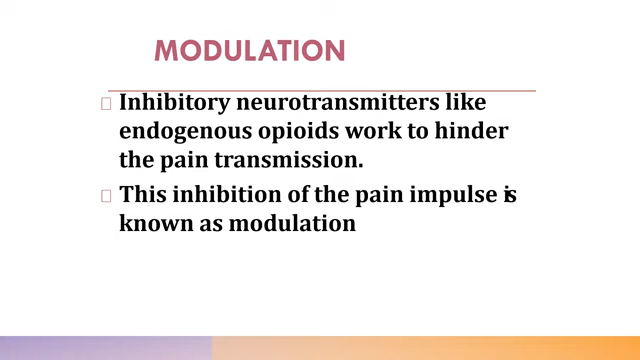 MODULATION
Inhibitory neurotransmitters like
endogenous opioids work to hinder
the pain transmission.
This inhibition of the pain impulse is
known as modulation